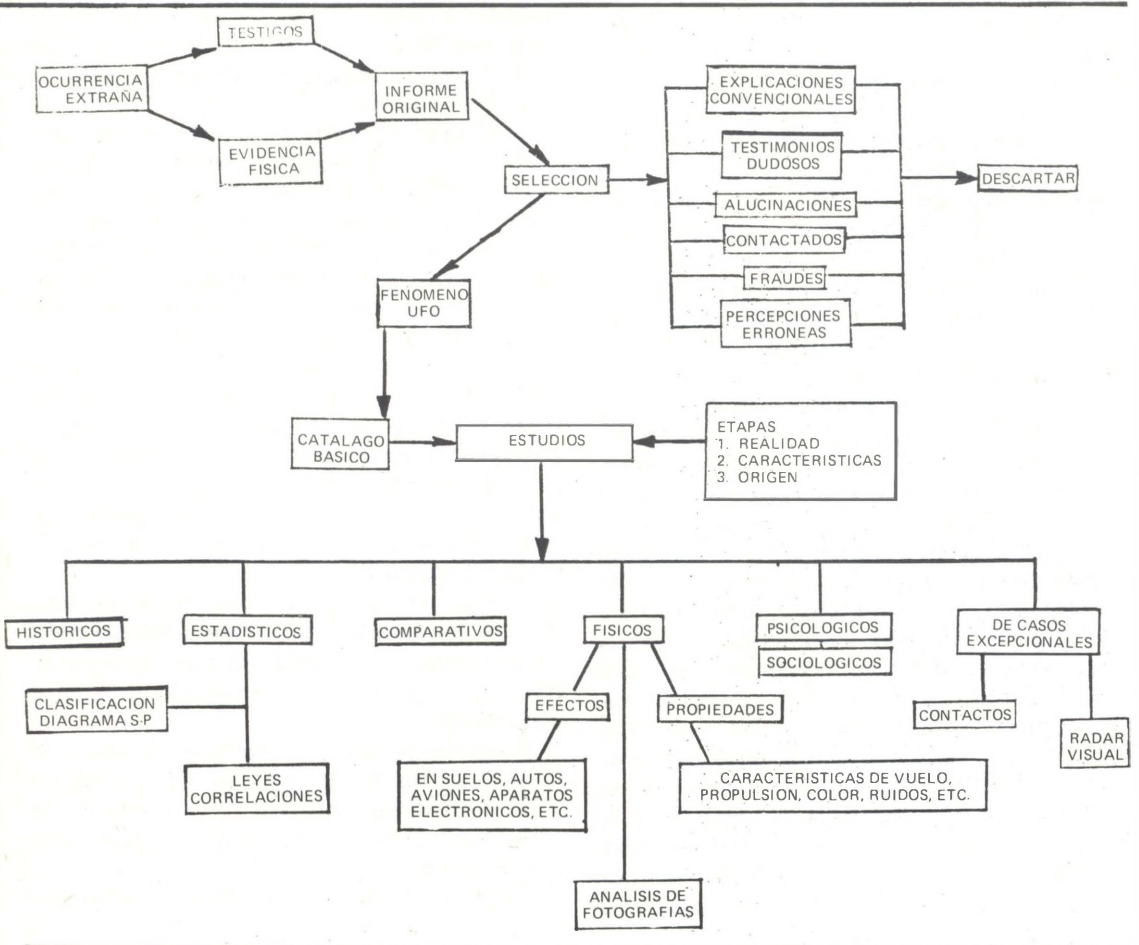 TESTIGOS
OCURRENCIA
EXTRAÑA
INFORME
ORIGINAL
EVIDENCIA
FISICA
SELECCION
EXPLICACIONES
CONVENCIONALES
TESTIMONIOS
DUDOSOS
ALUCINACIONES
CONTACTADOS
FRAUDES
PERCEPCIONES
ERRONEAS
DESCARTAR
FENOMENO
UFO
CATALAGO
BASICO
ESTUDIOS
ETAPAS
1. REALIDAD
2. CARACTERISTICAS
3. ORIGEN
HISTORICOS
ESTADISTICOS
COMPARATIVOS
FISICOS
PSICOLOGICOS
SOCIOLOGICOS
DE CASOS
EXCEPCIONALES
CLASIFICACION
DIAGRAMA S-P
LEYES
CORRELACIONES
EFECTOS
PROPIEDADES
CONTACTOS
RADAR
VISUAL
EN SUELOS, AUTOS,
AVIONES, APARATOS
ELECTRONICOS, ETC.
CARACTERISTICAS DE VUELO,
PROPULSION, COLOR, RUIDOS, ETC.
ANALISIS DE
FOTOGRAFIAS